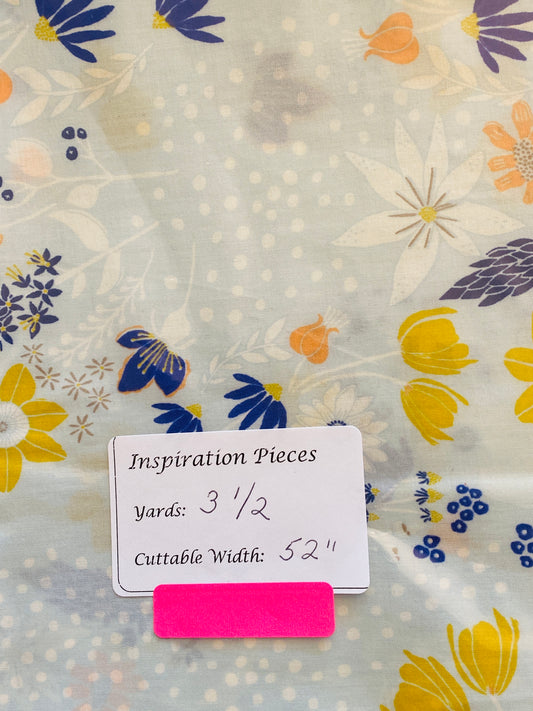 Inspiration Pieces
Yards: 3 1/2
Cuttable Width: 52"